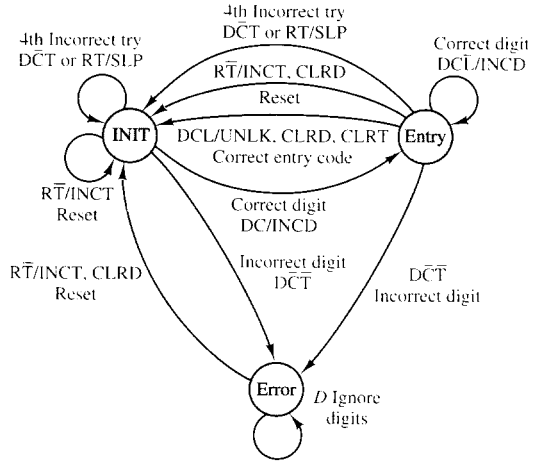 4th Incorrect try
DC̅T or RT/SLP
4th Incorrect try
DC̅T or RT/SLP
Correct digit
DCL̅/INCD
RT̅/INCT, CLRD
Reset
INIT
DCL/UNLK, CLRD, CLRT
Correct entry code
Entry
RT̅/INCT
Reset
Correct digit
DC/INCD
Incorrect digit
DC̅T̅
DC̅T̅
Incorrect digit
RT̅/INCT, CLRD
Reset
Error
D Ignore
digits